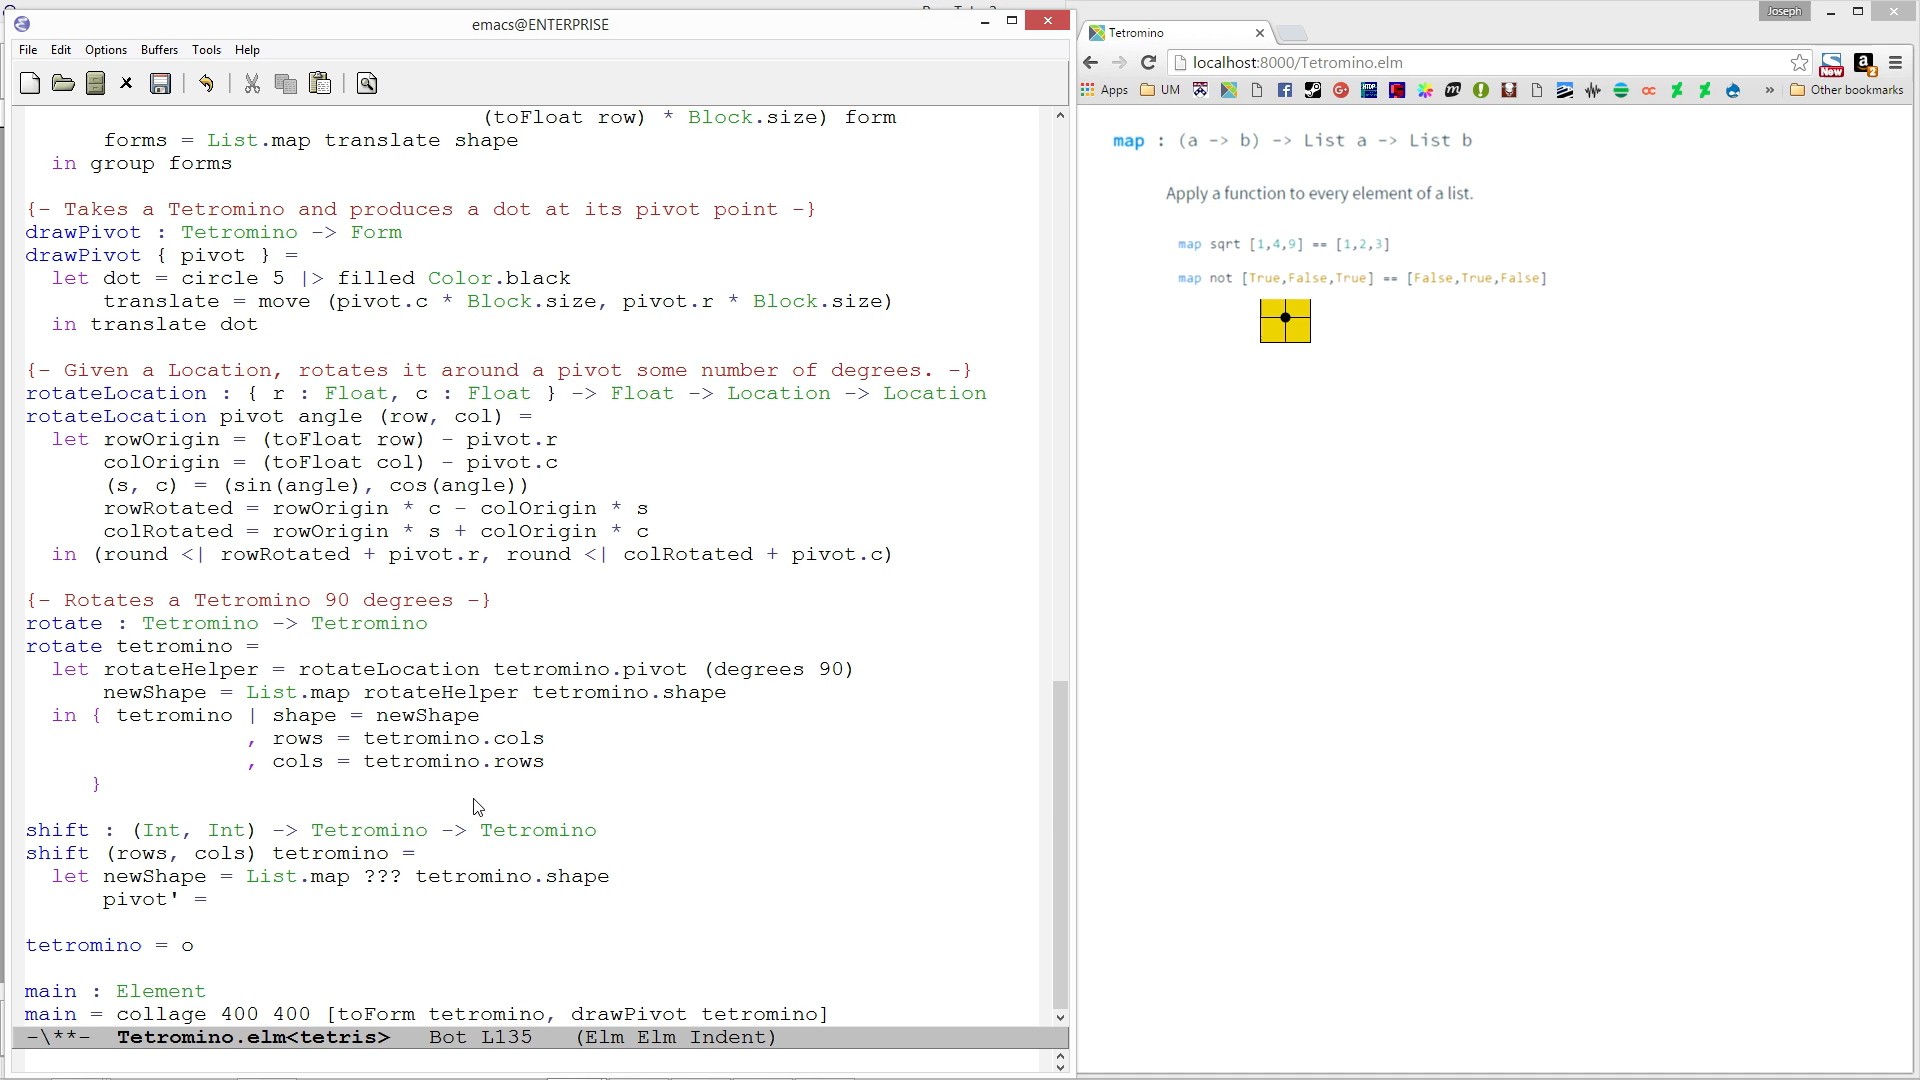 emacs@ENTERPRISE
File Edit Options Buffers Tools Help
(toFloat row) * Block.size) form
forms = List.map translate shape
in group forms
{- Takes a Tetromino and produces a dot at its pivot point -}
drawPivot : Tetromino -> Form
drawPivot { pivot } =
let dot = circle 5 |> filled Color.black
translate = move (pivot.c * Block.size, pivot.r * Block.size)
in translate dot
{- Given a Location, rotates it around a pivot some number of degrees. -}
rotateLocation : { r : Float, c : Float } -> Float -> Location -> Location
rotateLocation pivot angle (row, col) =
let rowOrigin = (toFloat row) - pivot.r
colOrigin = (toFloat col) - pivot.c
(s, c) = (sin(angle), cos(angle))
rowRotated = rowOrigin * c - colOrigin * s
colRotated = rowOrigin * s + colOrigin * c
in (round <| rowRotated + pivot.r, round <| colRotated + pivot.c)
{- Rotates a Tetromino 90 degrees -}
rotate : Tetromino -> Tetromino
rotate tetromino =
let rotateHelper = rotateLocation tetromino.pivot (degrees 90)
newShape = List.map rotateHelper tetromino.shape
in { tetromino | shape = newShape
, rows = tetromino.cols
, cols = tetromino.rows
}
shift : (Int, Int) -> Tetromino -> Tetromino
shift (rows, cols) tetromino =
let newShape = List.map ??? tetromino.shape
pivot' =
tetromino = o
main : Element
main = collage 400 400 [toForm tetromino, drawPivot tetromino]
-\**- Tetromino.elm<tetris> Bot L135 (Elm Elm Indent)
Joseph
Tetromino
localhost:8000/Tetromino.elm
New
Apps UM » Other bookmarks
map : (a -> b) -> List a -> List b
Apply a function to every element of a list.
map sqrt [1,4,9] == [1,2,3]
map not [True,False,True] == [False,True,False]